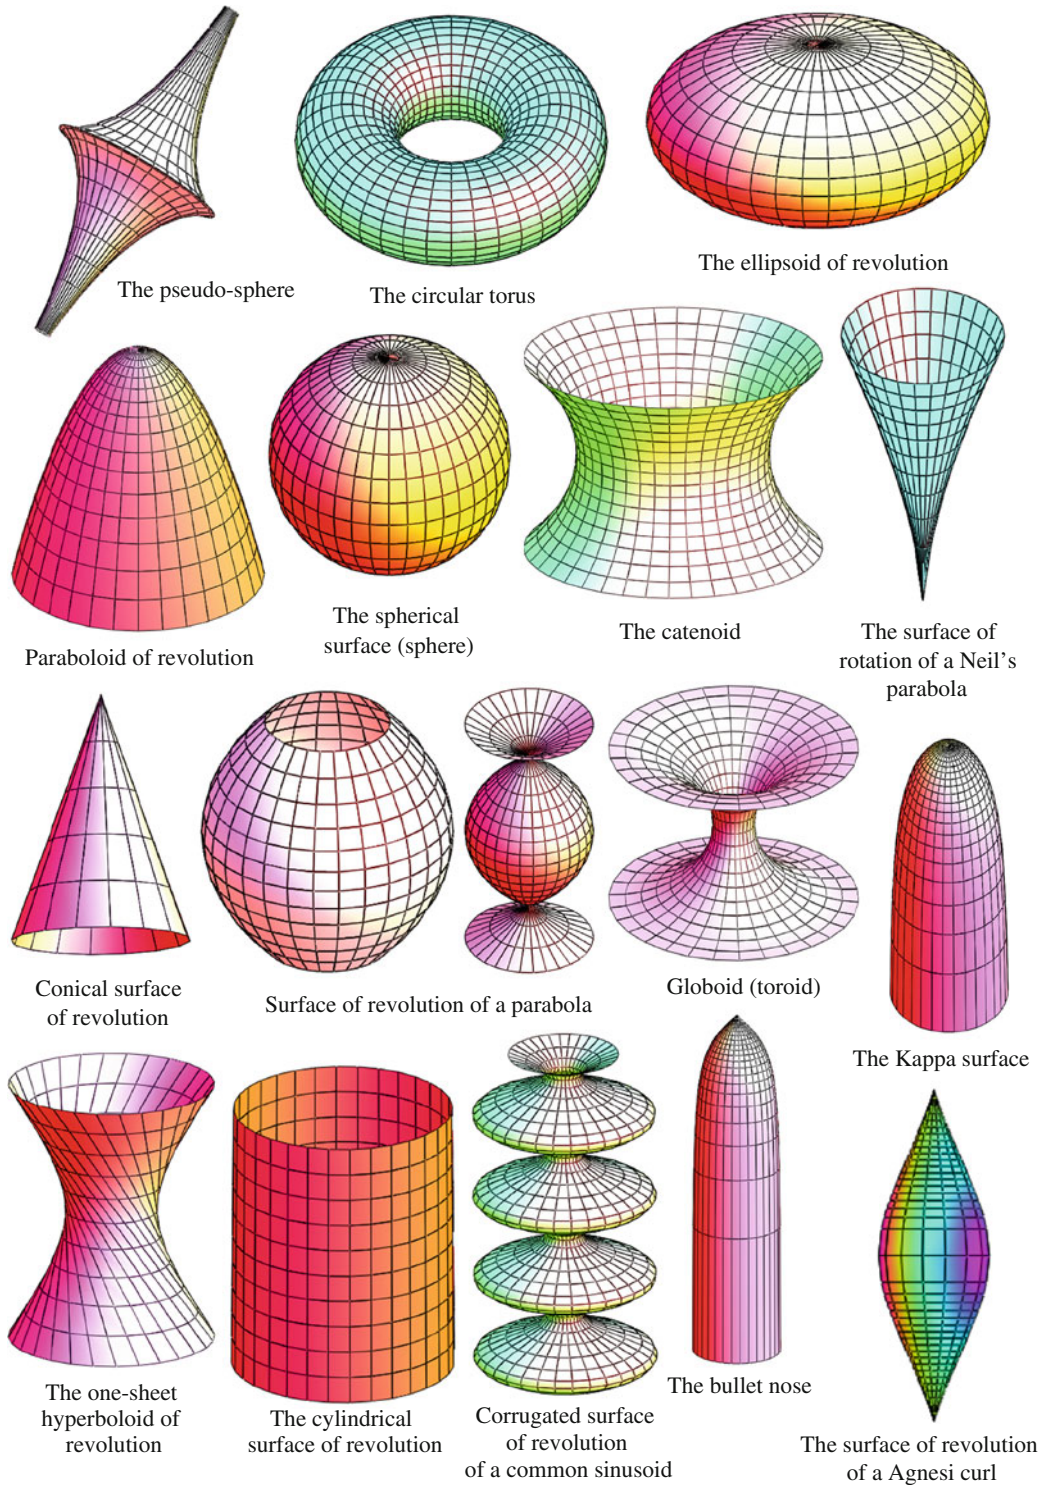 The pseudo-sphere
The circular torus
The ellipsoid of revolution
Paraboloid of revolution
The spherical
surface (sphere)
The catenoid
The surface of
rotation of a Neil's
parabola
Conical surface
of revolution
Surface of revolution of a parabola
Globoid (toroid)
The Kappa surface
The one-sheet
hyperboloid of
revolution
The cylindrical
surface of revolution
Corrugated surface
of revolution
of a common sinusoid
The bullet nose
The surface of revolution
of a Agnesi curl